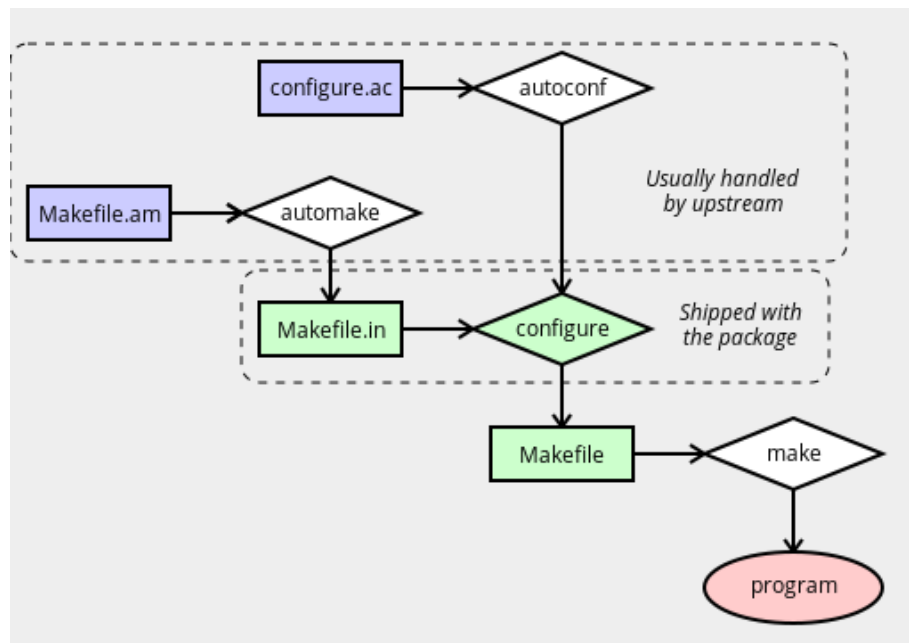 configure.ac
autoconf
Usually handled
by upstream
Makefile.am
automake
Makefile.in
configure
Shipped with
the package
Makefile
make
program